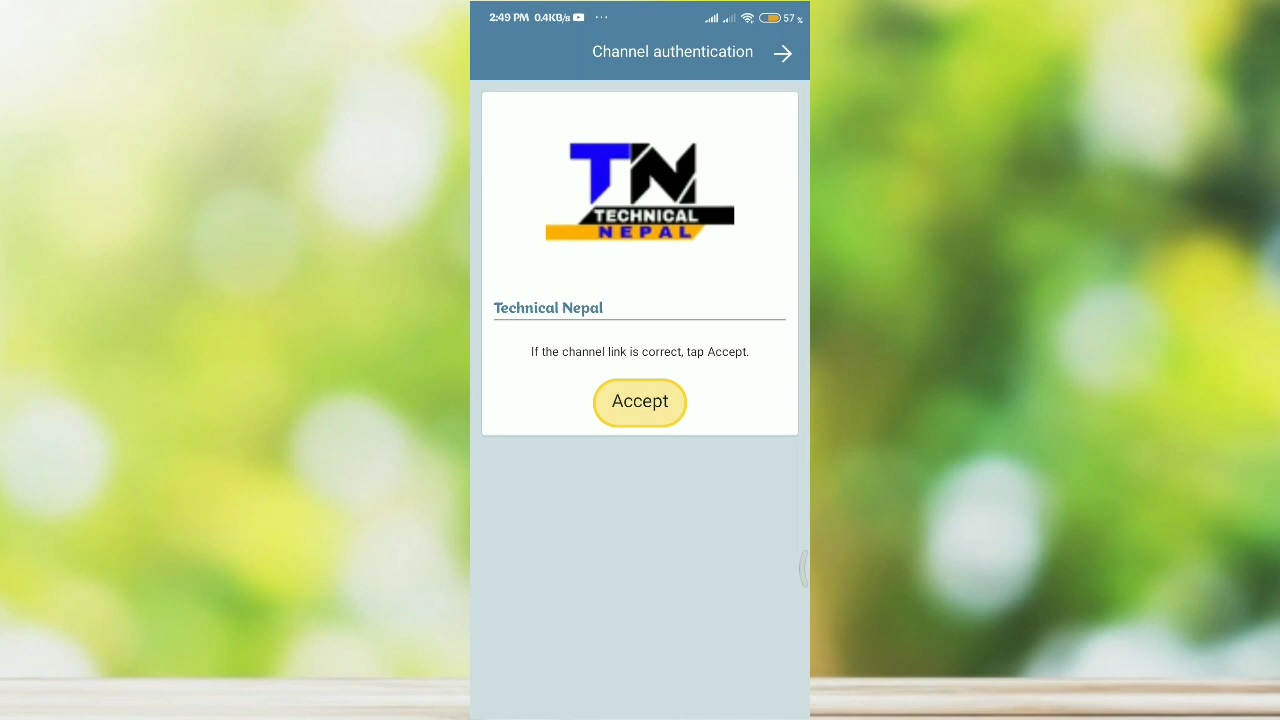 2:49 PM 0.4KB/s ... 57 %
Channel authentication
TN
TECHNICAL
NEPAL
Technical Nepal
If the channel link is correct, tap Accept.
Accept